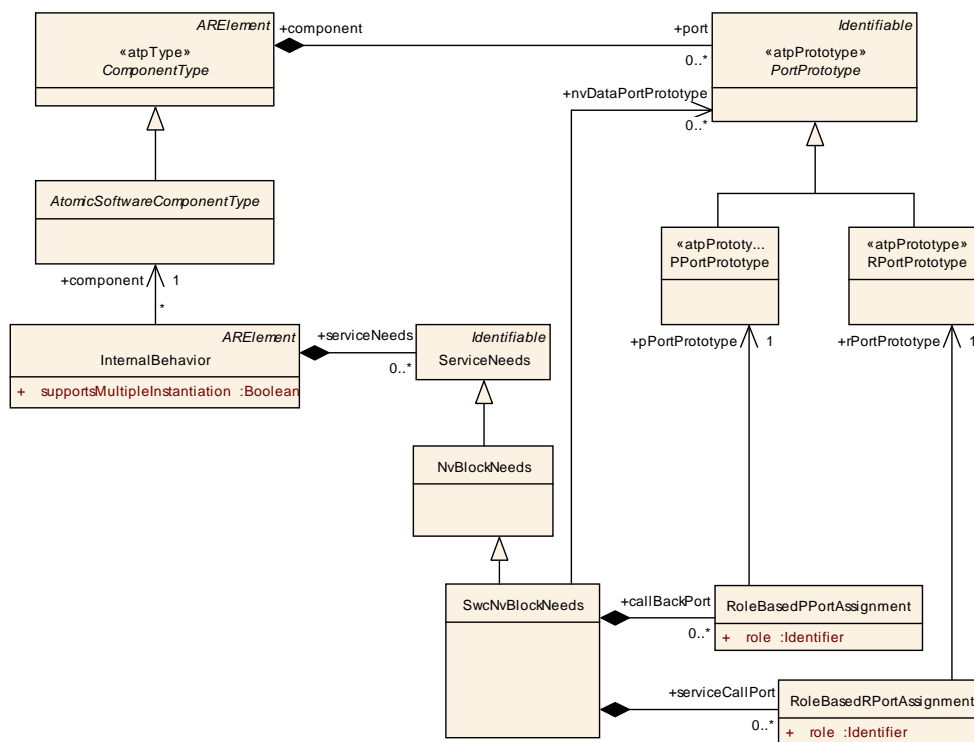 ARElement
+component
+port
Identifiable
«atpType»
ComponentType
0..*
«atpPrototype»
PortPrototype
+nvDataPortPrototype
0..*
AtomicSoftwareComponentType
«atpPrototy...
PPortPrototype
«atpPrototype»
RPortPrototype
+component
1
*
ARElement
InternalBehavior
+ supportsMultipleInstantiation :Boolean
+serviceNeeds
0..*
Identifiable
ServiceNeeds
+pPortPrototype
1
+rPortPrototype
1
NvBlockNeeds
SwcNvBlockNeeds
+callBackPort
0..*
RoleBasedPPortAssignment
+ role :Identifier
+serviceCallPort
0..*
RoleBasedRPortAssignment
+ role :Identifier